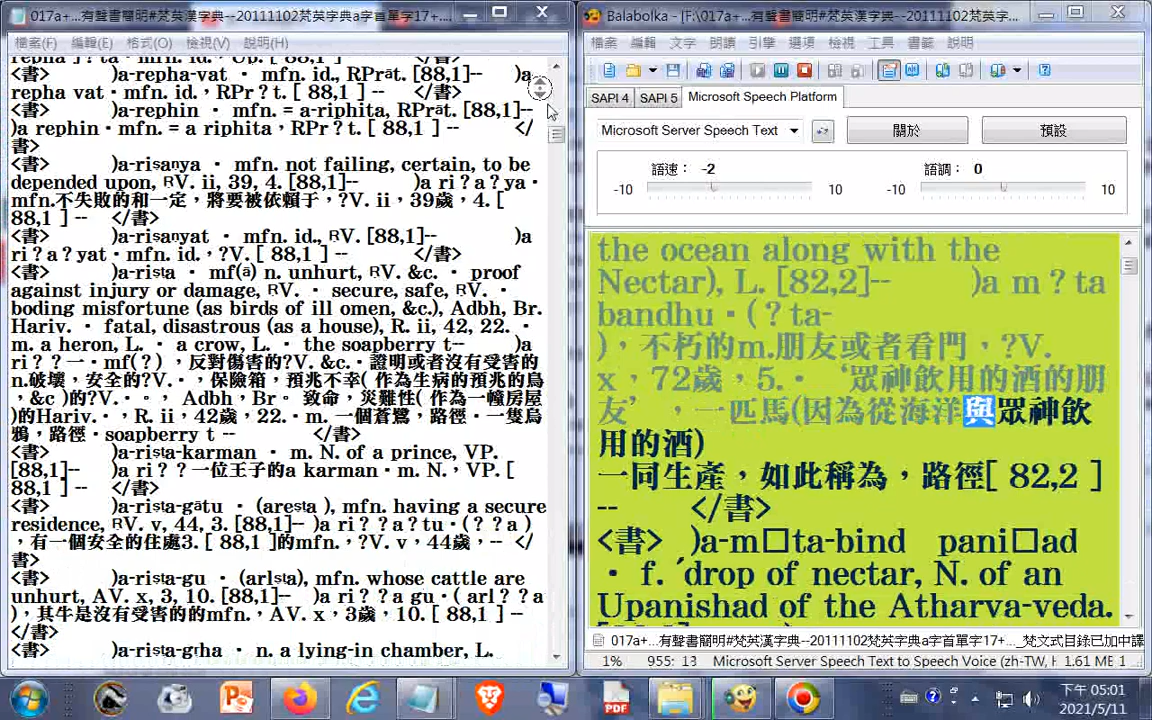 017a+...有聲書簡明#梵英漢字典--20111102梵英字典a字首單字17+...
檔案(F) 編輯(E) 格式(O) 檢視(V) 說明(H)
<書> )a-repha-vat ‧ mfn. id., RPrāt. [88,1]-- )a
repha vat‧mfn. id.，RPr？t. [ 88,1 ] </書>
<書> )a-rephin ‧ mfn. = a-riphita, RPrāt. [88,1]--
)a rephin‧mfn. = a riphita，RPr？t. [ 88,1 ] -- </
書>
<書> )a-riṣaṇya ‧ mfn. not failing, certain, to be
depended upon, RV. ii, 39, 4. [88,1]-- )a ri？a？ya‧
mfn.不失敗的和一定，將要被依賴于，?V. ii，39歲，4. [
88,1 ] -- </書>
<書> )a-riṣaṇyat ‧ mfn. id., RV. [88,1]-- )a
ri？a？yat‧mfn. id.，?V. [ 88,1 ] -- </書>
<書> )a-riṣṭa ‧ mf(ā) n. unhurt, RV. &c. ‧ proof
against injury or damage, RV. ‧ secure, safe, RV. ‧
boding misfortune (as birds of ill omen, &c.), Adbh, Br.
Hariv. ‧ fatal, disastrous (as a house), R. ii, 42, 22. ‧
m. a heron, L. ‧ a crow, L. ‧ the soapberry t--
)a ri？？一‧mf(？)，反對傷害的?V. &c.‧證明或者沒有受害的
n.破壞，安全的?V.‧，保險箱，預兆不幸( 作為生病的預兆的鳥
，&c )的?V.‧。， Adbh，Br。 致命，災難性( 作為一幢房屋
)的Hariv.‧，R. ii，42歲，22.‧m. 一個蒼鷺，路徑‧一隻烏
鴉，路徑‧soapberry t -- </書>
<書> )a-riṣṭa-karman ‧ m. N. of a prince, VP.
[88,1]-- )a ri？？一位王子的a karman‧m. N.，VP. [
88,1 ] -- </書>
<書> )a-riṣṭa-gātu ‧ (aresṭa ), mfn. having a secure
residence, RV. v, 44, 3. [88,1]-- )a ri？？a？tu‧(？？a )
，有一個安全的住處3. [ 88,1 ]的mfn.，?V. v，44歲，-- </
書>
<書> )a-riṣṭa-gu ‧ (arlṣṭa), mfn. whose cattle are
unhurt, AV. x, 3, 10. [88,1]-- )a ri？？a gu‧( arl？？a
)，其牛是沒有受害的的mfn.，AV. x，3歲，10. [ 88,1 ] --
</書>
<書> )a-riṣṭa-gṛha ‧ n. a lying-in chamber, L.
Balabolka - [F:\017a+...有聲書簡明#梵英漢字典--20111102梵英字典a字首單字...
檔案 編輯 文字 朗讀 引擎 選項 檢視 工具 書籤 說明
SAPI 4 SAPI 5 Microsoft Speech Platform
Microsoft Server Speech Text 關於 預設
語速： -2 語調： 0
-10 10 -10 10
the ocean along with the
Nectar), L. [82,2]-- )a m？ta
bandhu‧(？ta-
)，不朽的m.朋友或者看門，?V.
x，72歲，5.‧‘眾神飲用的酒的朋
友’，一匹馬(因為從海洋與眾神飲
用的酒)
一同生產，如此稱為，路徑[ 82,2 ]
-- </書>
<書> )a-m□ta-bind pani□ad
‧ f. ´drop of nectar, N. of an
Upanishad of the Atharva-veda.
017a+...有聲書簡明#梵英漢字典--20111102梵英字典a字首單字17+..._梵文式目錄已加中譯
1% 955: 13 Microsoft Server Speech Text to Speech Voice (zh-TW, H 1.61 ME 1
PDF
下午 05:01
2021/5/11